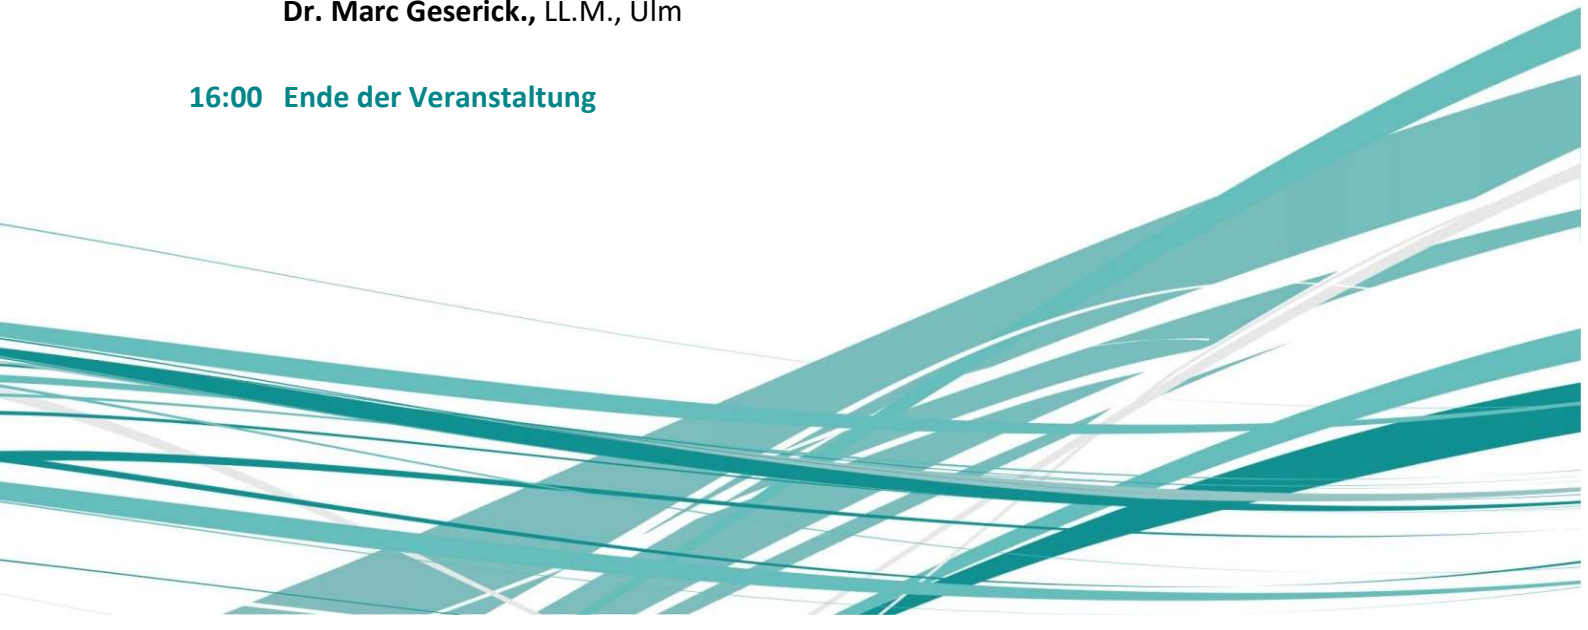 Dr. Marc Geserick., LL.M., Ulm
16:00 Ende der Veranstaltung